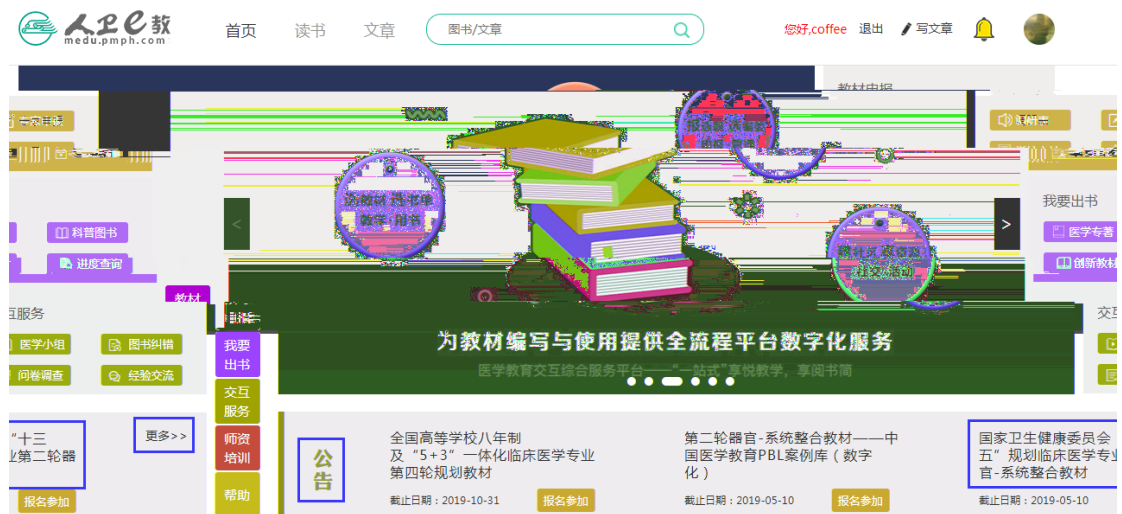 人卫e教
medu.pmph.com
首页
读书
文章
图书/文章
您好,coffee
退出
写文章
科普图书
进度查询
教材
互服务
医学小组
图书纠错
问卷调查
经验交流
我要
出书
交互
服务
师资
培训
帮助
<
>
为教材编写与使用提供全流程平台数字化服务
医学教育交互综合服务平台——“一站式”享悦教学，享阅书简
我要出书
医学专著
创新教材
“十三
业第二轮器
更多>>
报名参加
公
告
全国高等学校八年制
及“5+3”一体化临床医学专业
第四轮规划教材
截止日期：2019-10-31
报名参加
第二轮器官-系统整合教材——中
国医学教育PBL案例库（数字
化）
截止日期：2019-05-10
报名参加
国家卫生健康委员会
五”规划临床医学专业
官-系统整合教材
截止日期：2019-05-10